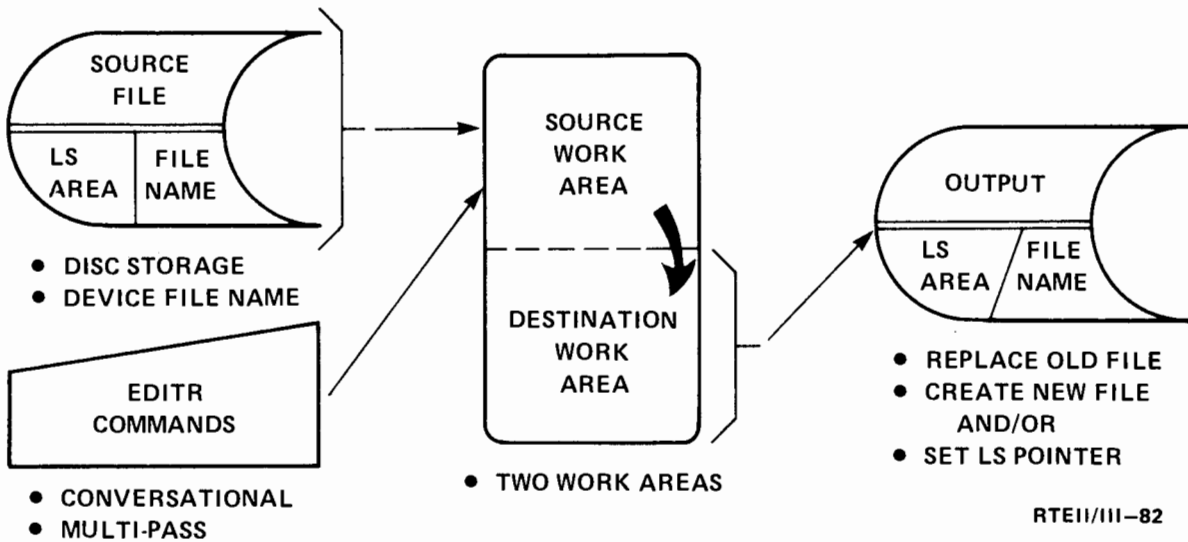 SOURCE
FILE
LS
AREA
FILE
NAME
• DISC STORAGE
• DEVICE FILE NAME
EDITR
COMMANDS
• CONVERSATIONAL
• MULTI-PASS
SOURCE
WORK
AREA
DESTINATION
WORK
AREA
• TWO WORK AREAS
OUTPUT
LS
AREA
FILE
NAME
• REPLACE OLD FILE
• CREATE NEW FILE
AND/OR
• SET LS POINTER
RTEII/III–82